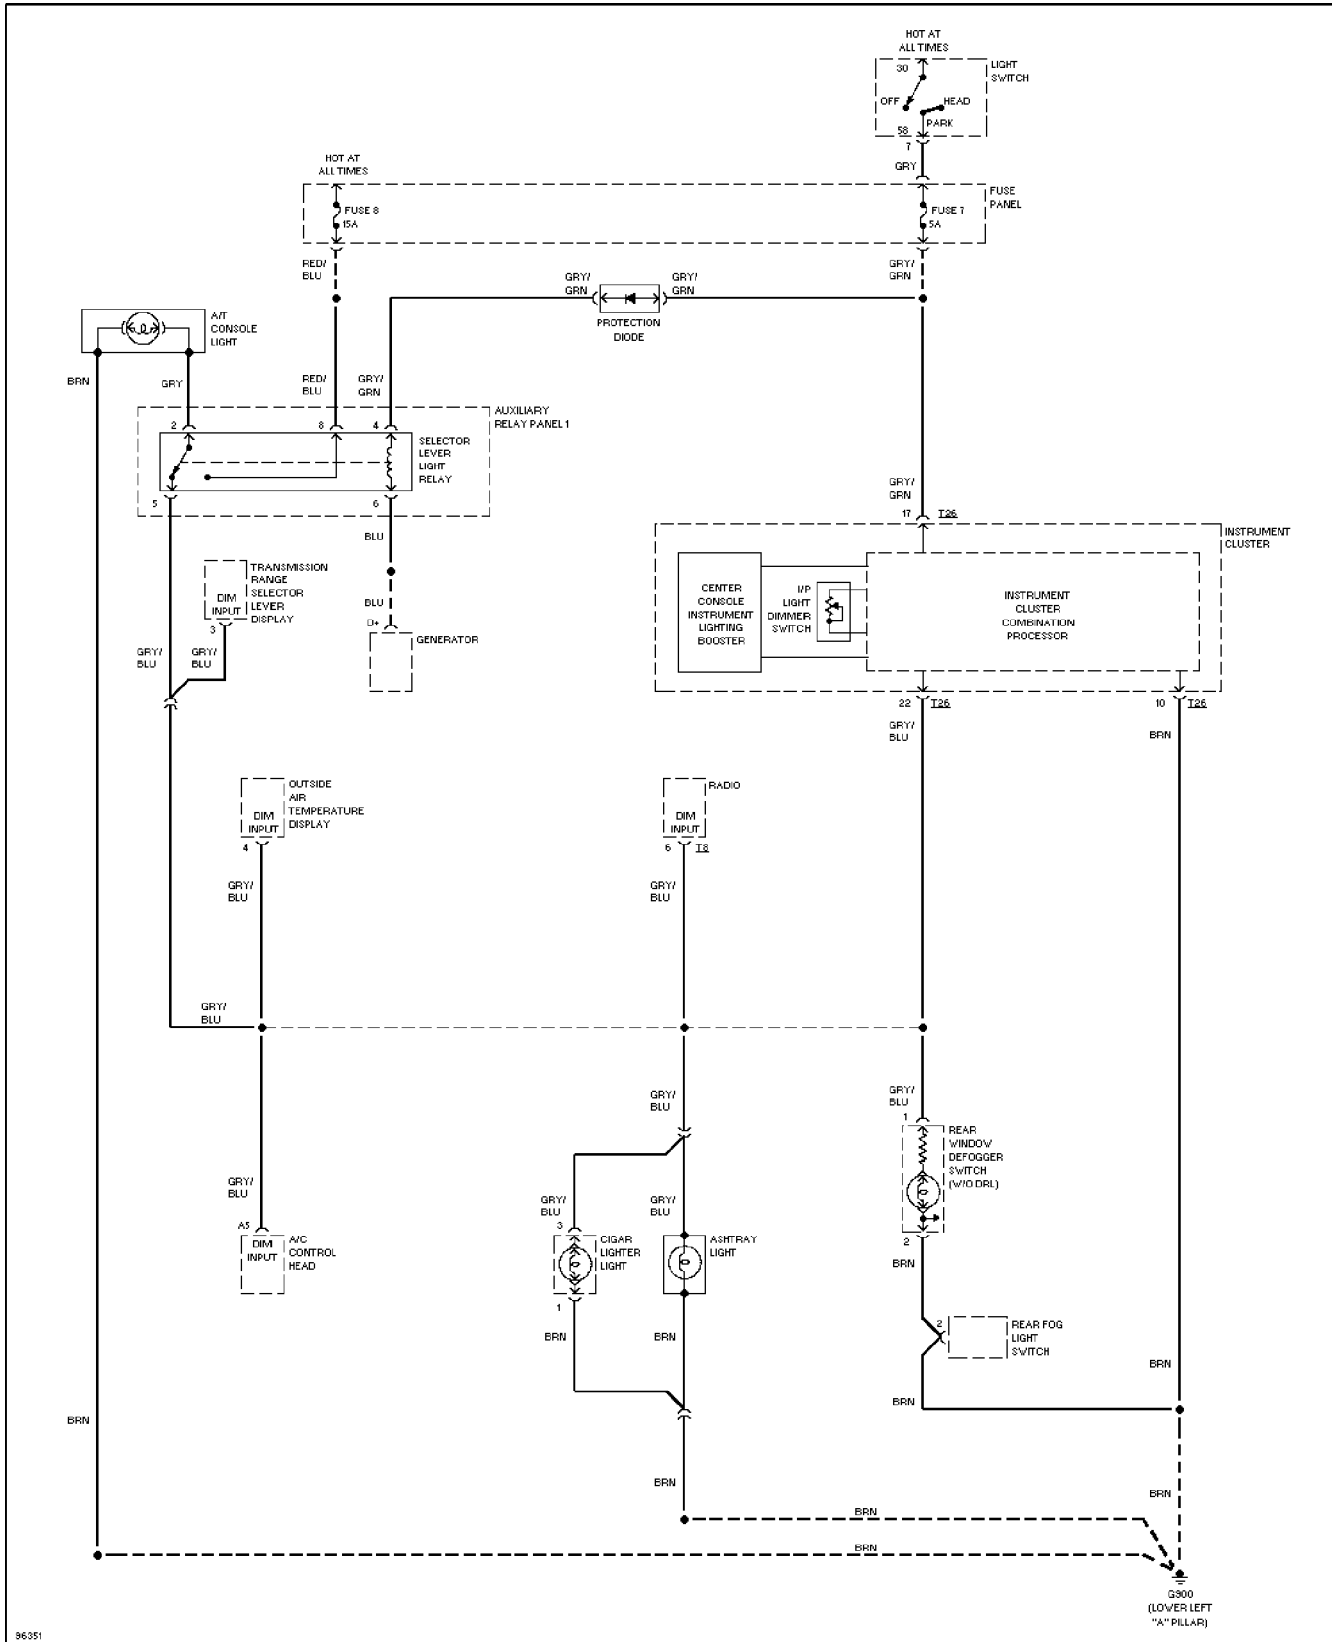 HOT AT
ALL TIMES
30
LIGHT
SWITCH
OFF
HEAD
PARK
58
7
GRY
HOT AT
ALL TIMES
FUSE 8
15A
FUSE 7
5A
FUSE
PANEL
RED/
BLU
GRY/
GRN
GRY/
GRN
GRY/
GRN
PROTECTION
DIODE
A/T
CONSOLE
LIGHT
BRN
GRY
RED/
BLU
GRY/
GRN
AUXILIARY
RELAY PANEL 1
2
8
4
SELECTOR
LEVER
LIGHT
RELAY
5
6
BLU
GRY/
GRN
17
T26
INSTRUMENT
CLUSTER
TRANSMISSION
RANGE
SELECTOR
LEVER
DISPLAY
DIM
INPUT
3
BLU
D+
GENERATOR
GRY/
BLU
GRY/
BLU
CENTER
CONSOLE
INSTRUMENT
LIGHTING
BOOSTER
I/P
LIGHT
DIMMER
SWITCH
INSTRUMENT
CLUSTER
COMBINATION
PROCESSOR
22
T26
10
T26
GRY/
BLU
BRN
OUTSIDE
AIR
TEMPERATURE
DISPLAY
DIM
INPUT
4
RADIO
DIM
INPUT
6
T8
GRY/
BLU
GRY/
BLU
GRY/
BLU
GRY/
BLU
GRY/
BLU
1
REAR
WINDOW
DEFOGGER
SWITCH
(W/O DRL)
2
GRY/
BLU
A5
DIM
INPUT
A/C
CONTROL
HEAD
GRY/
BLU
3
CIGAR
LIGHTER
LIGHT
1
GRY/
BLU
ASHTRAY
LIGHT
BRN
BRN
BRN
2
REAR FOG
LIGHT
SWITCH
BRN
BRN
BRN
BRN
BRN
BRN
BRN
G900
(LOWER LEFT
"A" PILLAR)
96351